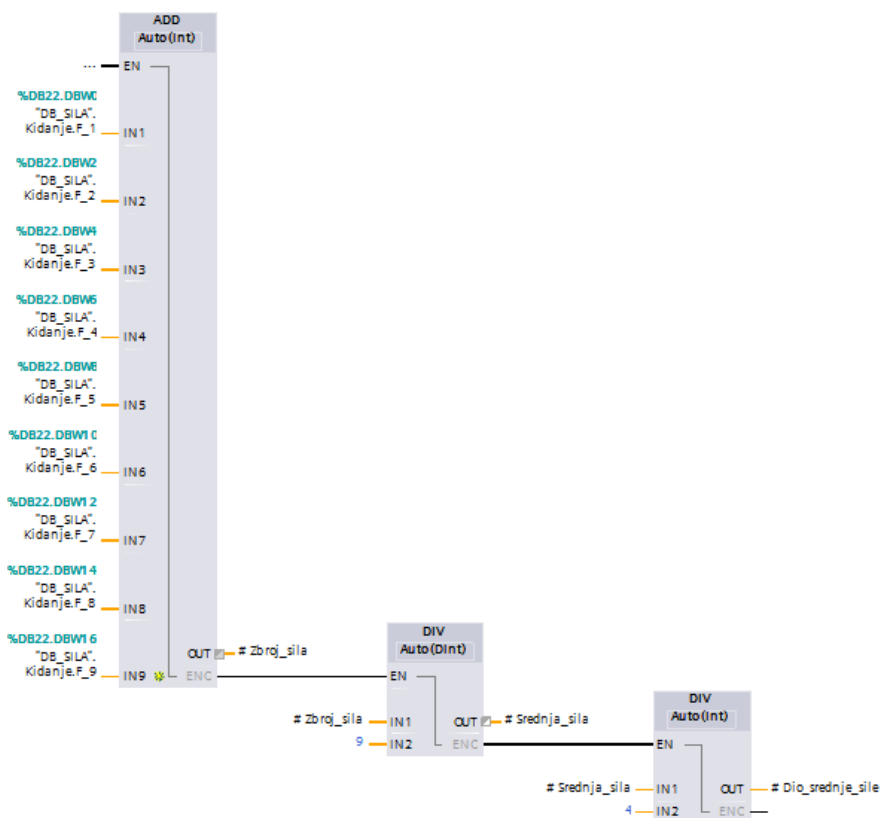 ADD
Auto(Int)
... EN
%DB22.DBW0
"DB_SILA".
Kidanje.F_1 IN1
%DB22.DBW2
"DB_SILA".
Kidanje.F_2 IN2
%DB22.DBW4
"DB_SILA".
Kidanje.F_3 IN3
%DB22.DBW6
"DB_SILA".
Kidanje.F_4 IN4
%DB22.DBW8
"DB_SILA".
Kidanje.F_5 IN5
%DB22.DBW10
"DB_SILA".
Kidanje.F_6 IN6
%DB22.DBW12
"DB_SILA".
Kidanje.F_7 IN7
%DB22.DBW14
"DB_SILA".
Kidanje.F_8 IN8
%DB22.DBW16
"DB_SILA".
Kidanje.F_9 IN9
OUT # Zbroj_sila
ENO
DIV
Auto(DInt)
EN
# Zbroj_sila IN1 OUT # Srednja_sila
9 IN2 ENO
DIV
Auto(Int)
EN
# Srednja_sila IN1 OUT # Dio_srednje_sile
4 IN2 ENO